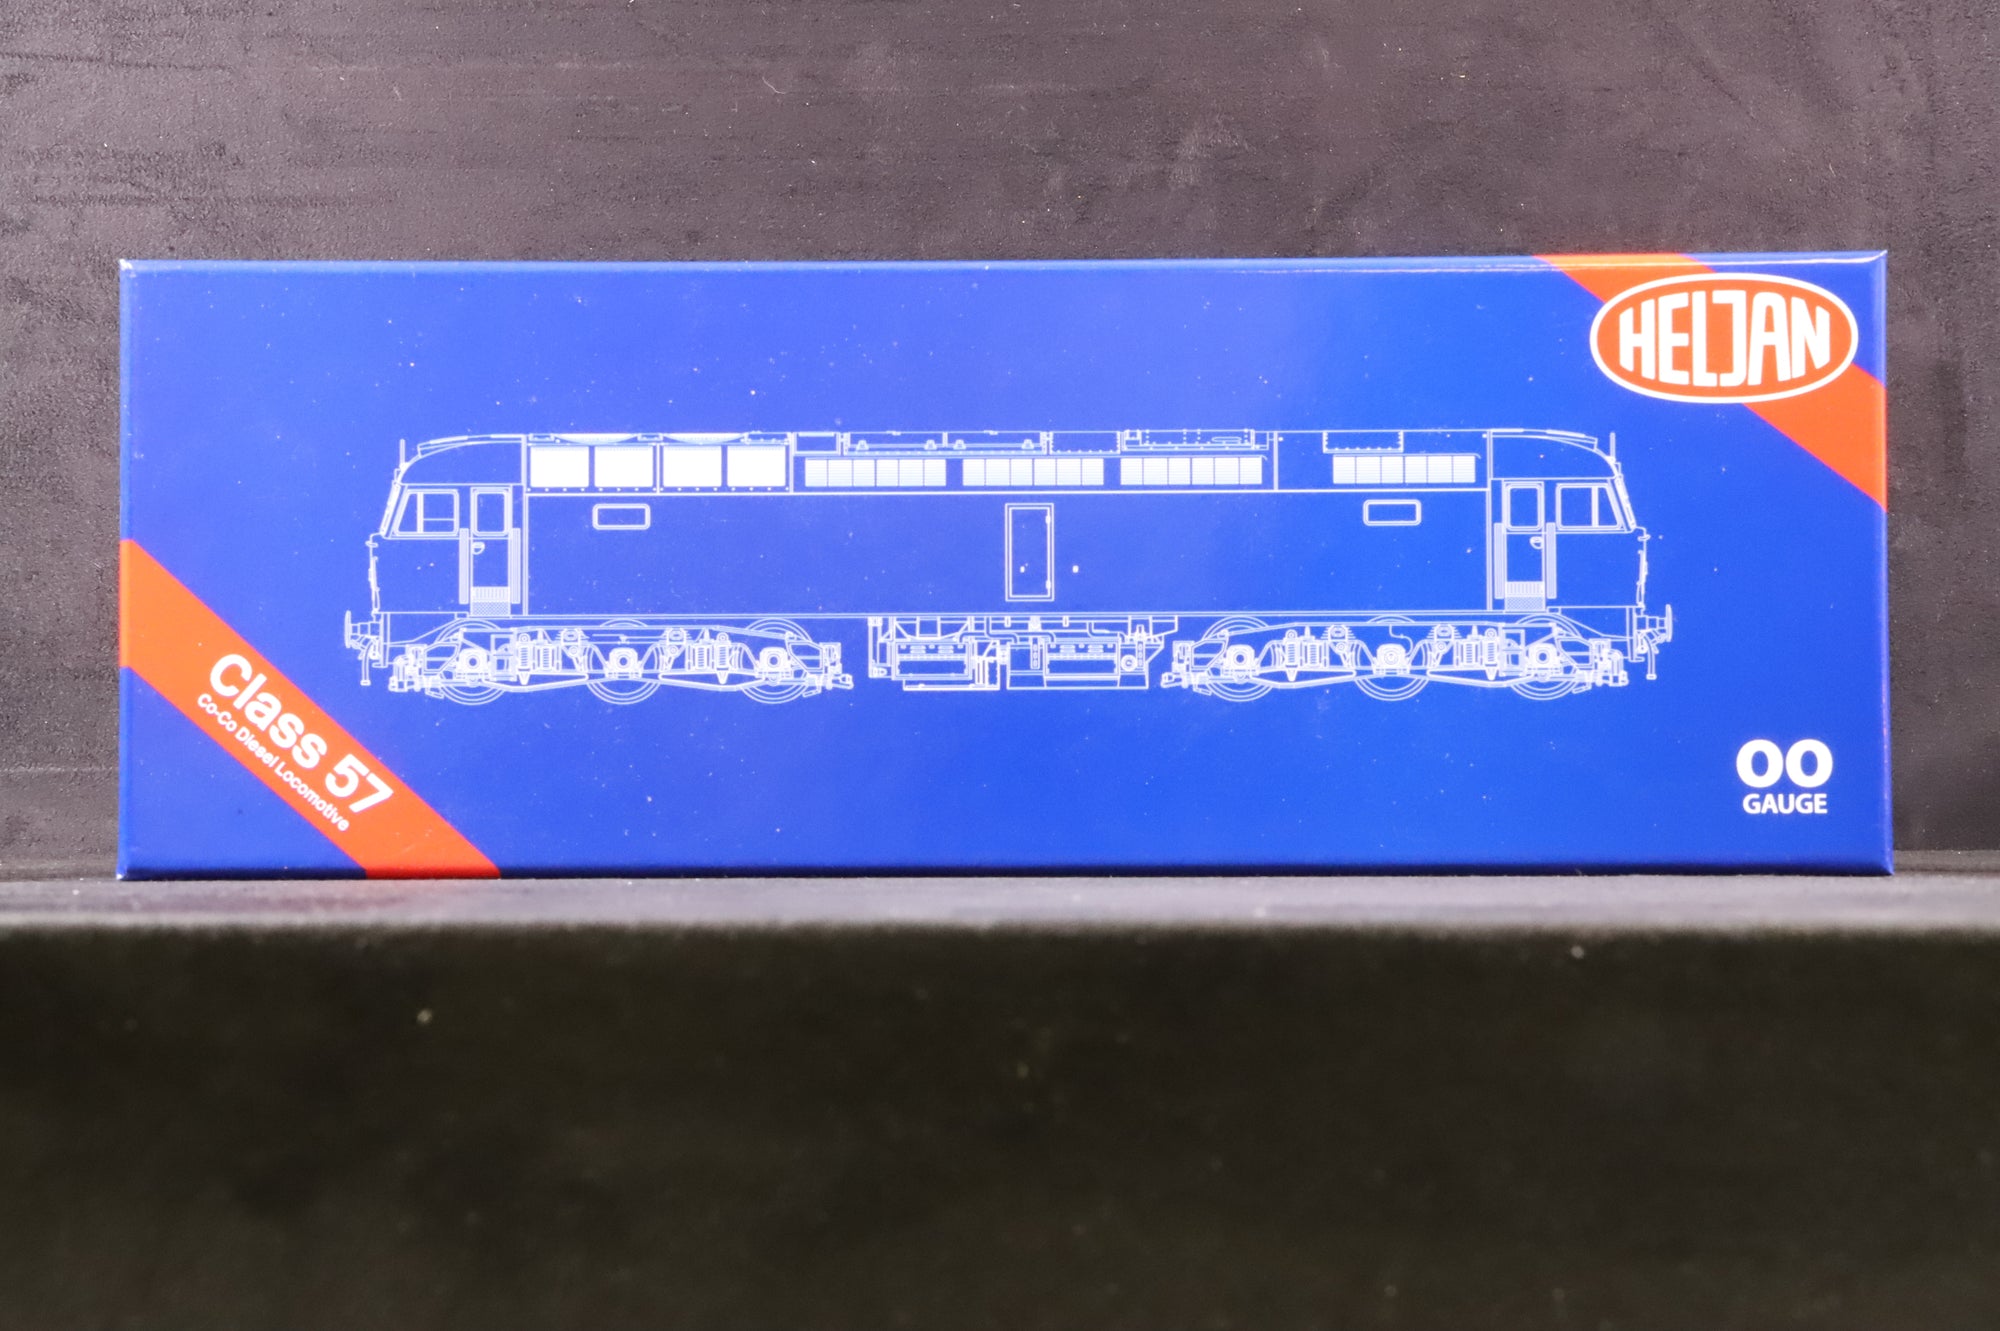 HELJAN
Class 57
Co-Co Diesel Locomotive
OO
GAUGE